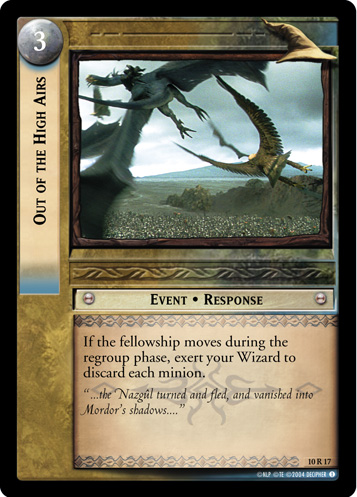 3
Out of the High Airs
Event • Response
If the fellowship moves during the
regroup phase, exert your Wizard to
discard each minion.
“...the Nazgûl turned and fled, and vanished into
Mordor's shadows....”
10 R 17
©NLP ©TE ©2004 DECIPHER